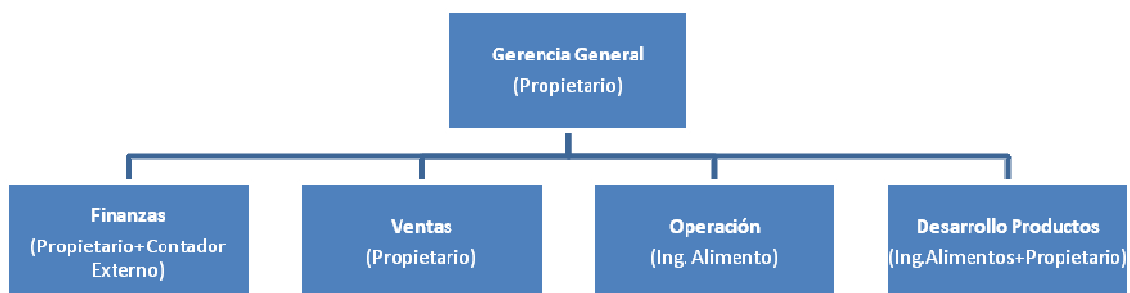 Gerencia General
(Propietario)
Finanzas
(Propietario+Contador
Externo)
Ventas
(Propietario)
Operación
(Ing. Alimento)
Desarrollo Productos
(Ing.Alimentos+Propietario)